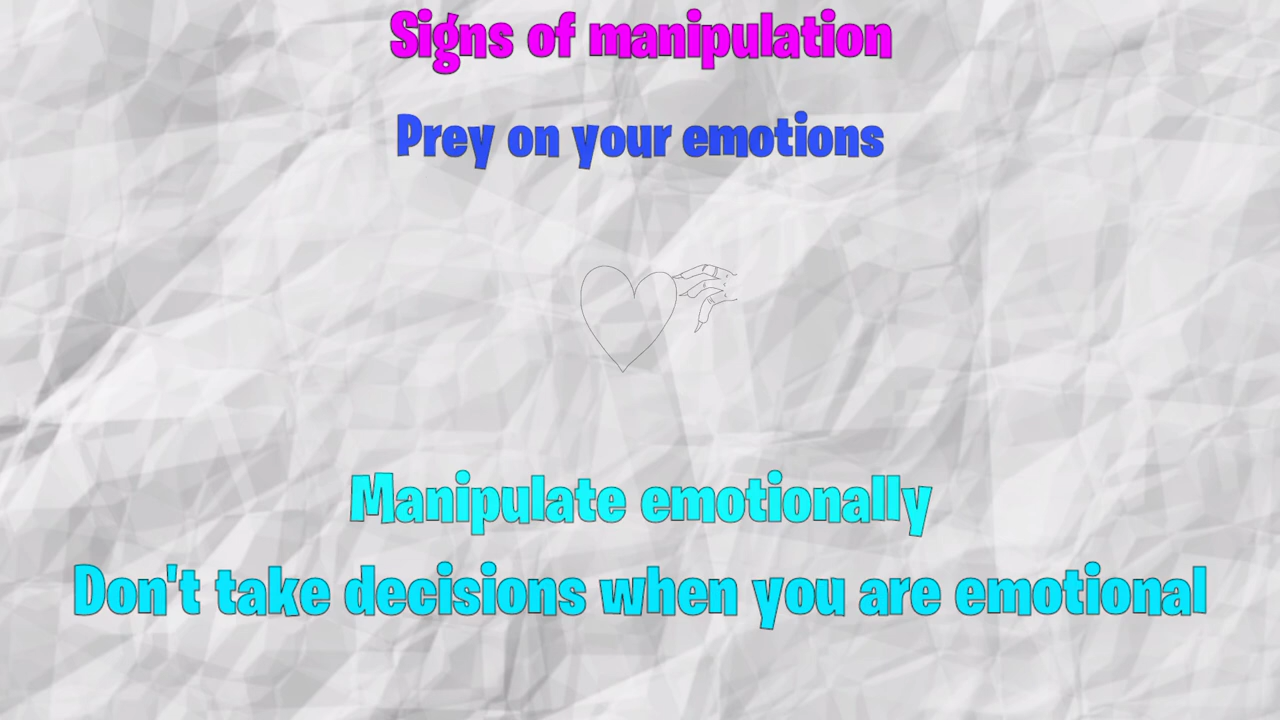 Signs of manipulation
Prey on your emotions
Manipulate emotionally
Don't take decisions when you are emotional